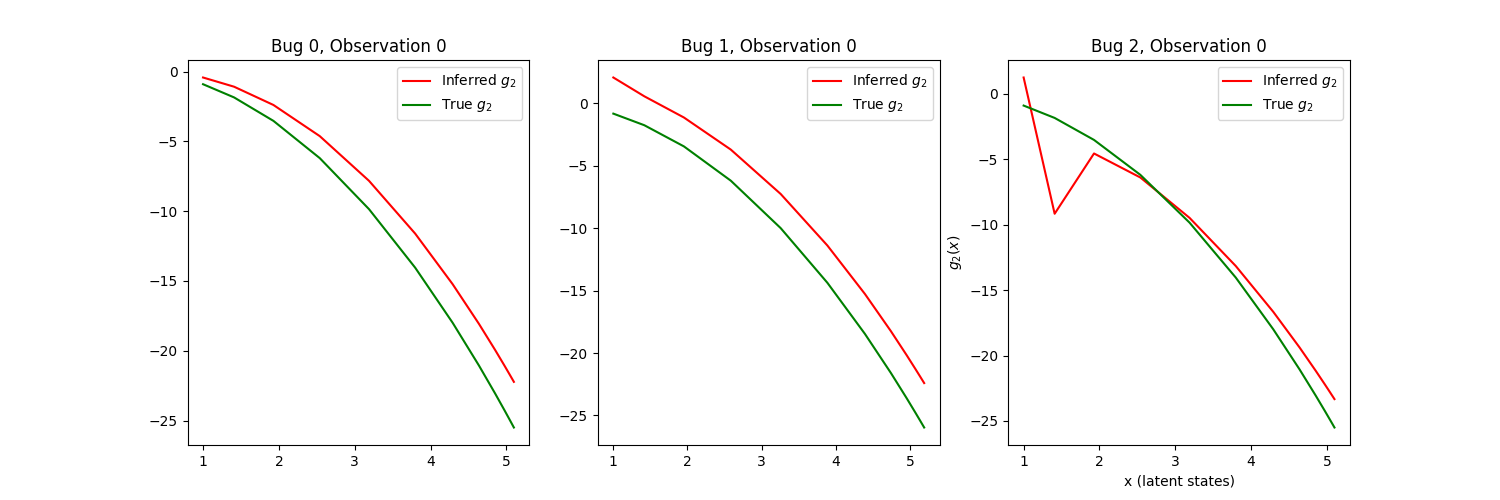 Bug 0, Observation 0
Inferred g₂
True g₂
0
−5
−10
−15
−20
−25
1 2 3 4 5
Bug 1, Observation 0
Inferred g₂
True g₂
0
−5
−10
−15
−20
−25
1 2 3 4 5
Bug 2, Observation 0
Inferred g₂
True g₂
g₂(x)
0
−5
−10
−15
−20
−25
1 2 3 4 5
x (latent states)